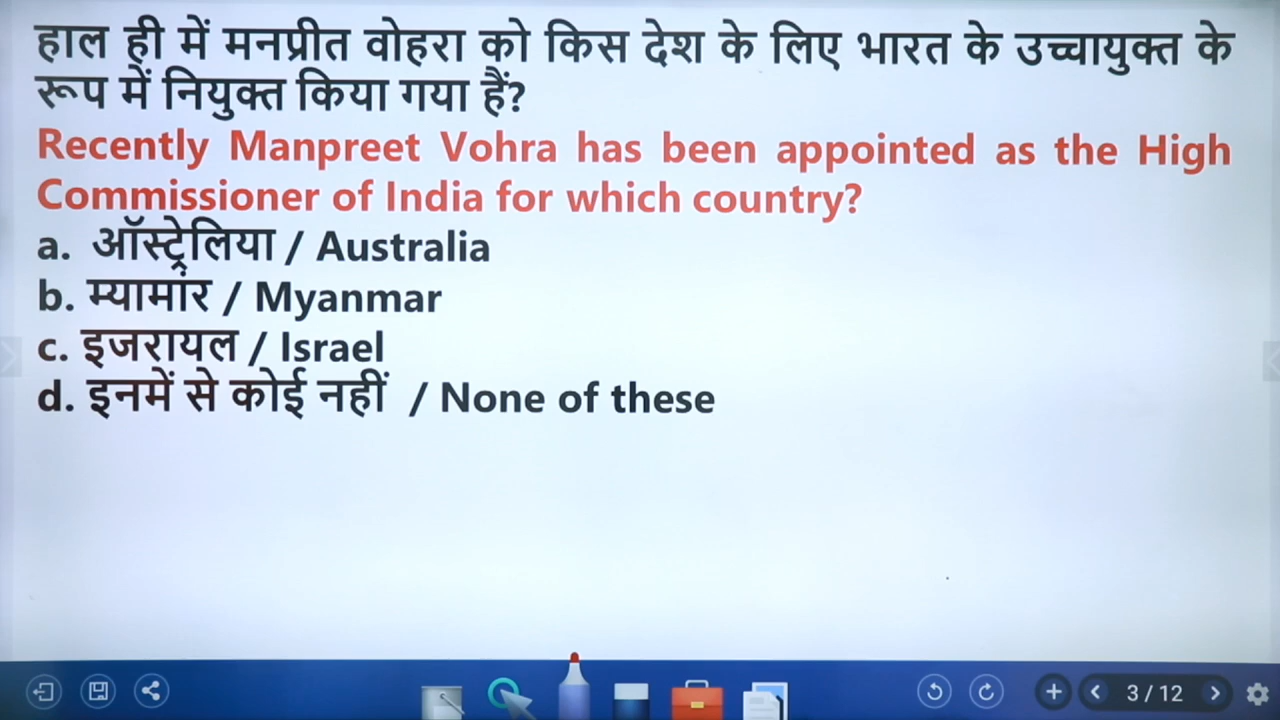 हाल ही में मनप्रीत वोहरा को किस देश के लिए भारत के उच्चायुक्त के
रूप में नियुक्त किया गया हैं?
Recently Manpreet Vohra has been appointed as the High
Commissioner of India for which country?
a. ऑस्ट्रेलिया / Australia
b. म्यामांर / Myanmar
c. इजरायल / Israel
d. इनमें से कोई नहीं / None of these
3 / 12